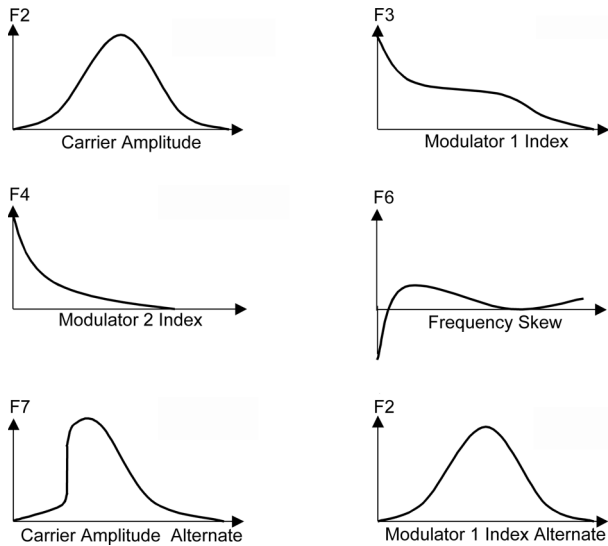 F2
Carrier Amplitude
F3
Modulator 1 Index
F4
Modulator 2 Index
F6
Frequency Skew
F7
Carrier Amplitude Alternate
F2
Modulator 1 Index Alternate